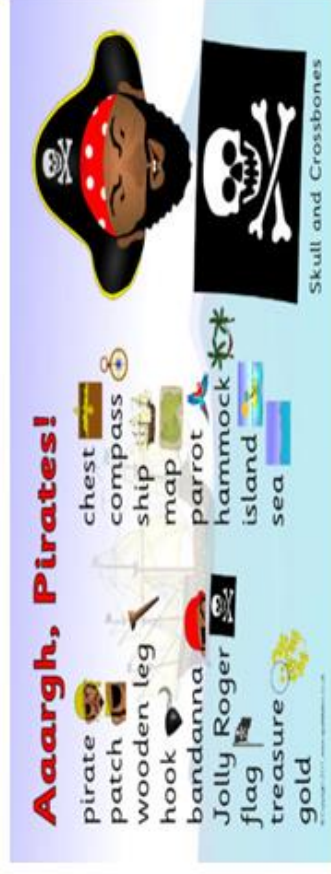 Aaargh, Pirates!
pirate
patch
wooden leg
hook
bandanna
Jolly Roger
flag
treasure
gold
chest
compass
ship
map
parrot
hammock
island
sea
Skull and Crossbones